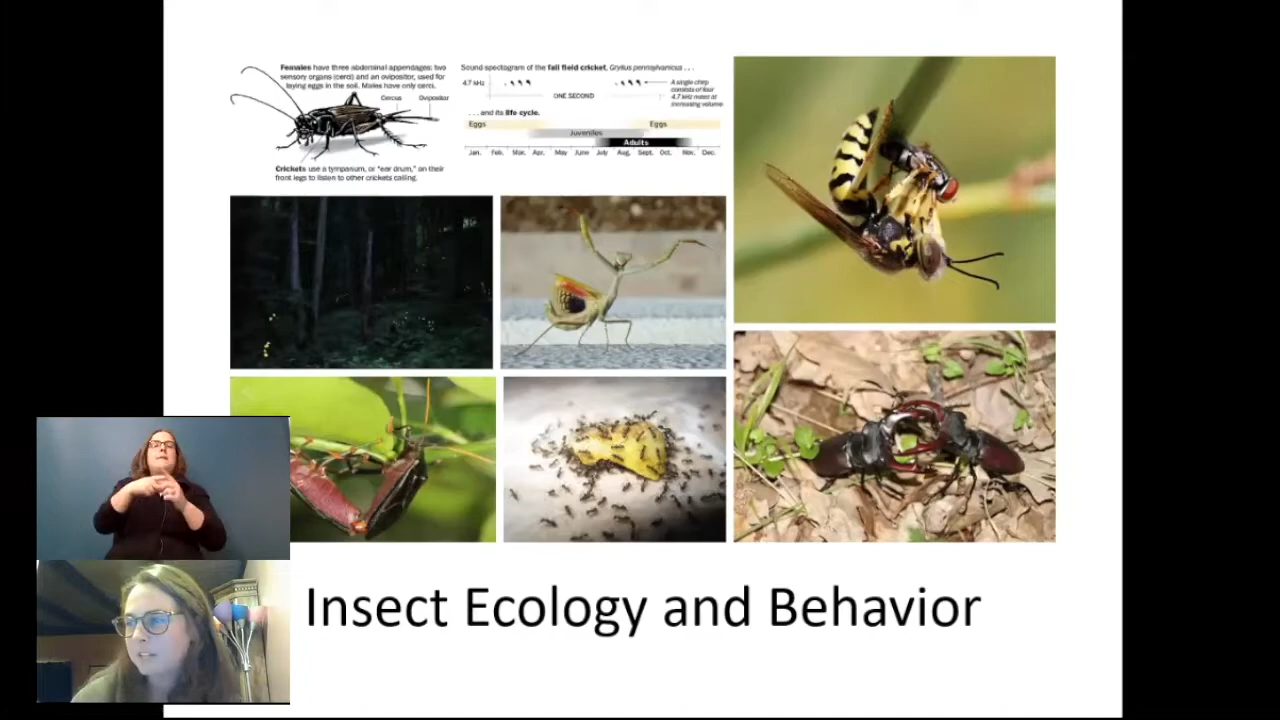 Females have three abdominal appendages: two
sensory organs (cerci) and an ovipositor, used for
laying eggs in the soil. Males have only cerci.
Cercus Ovipositor
Crickets use a tympanum, or "ear drum," on their
front legs to listen to other crickets calling.
Sound spectogram of the fall field cricket, Gryllus pennsylvanicus . . .
4.7 kHz
A single chirp
consists of four
4.7 kHz notes at
increasing volume
ONE SECOND
. . . and its life cycle.
Eggs Eggs
Juveniles
Adults
Jan. Feb. Mar. Apr. May June July Aug. Sept. Oct. Nov. Dec.
Insect Ecology and Behavior